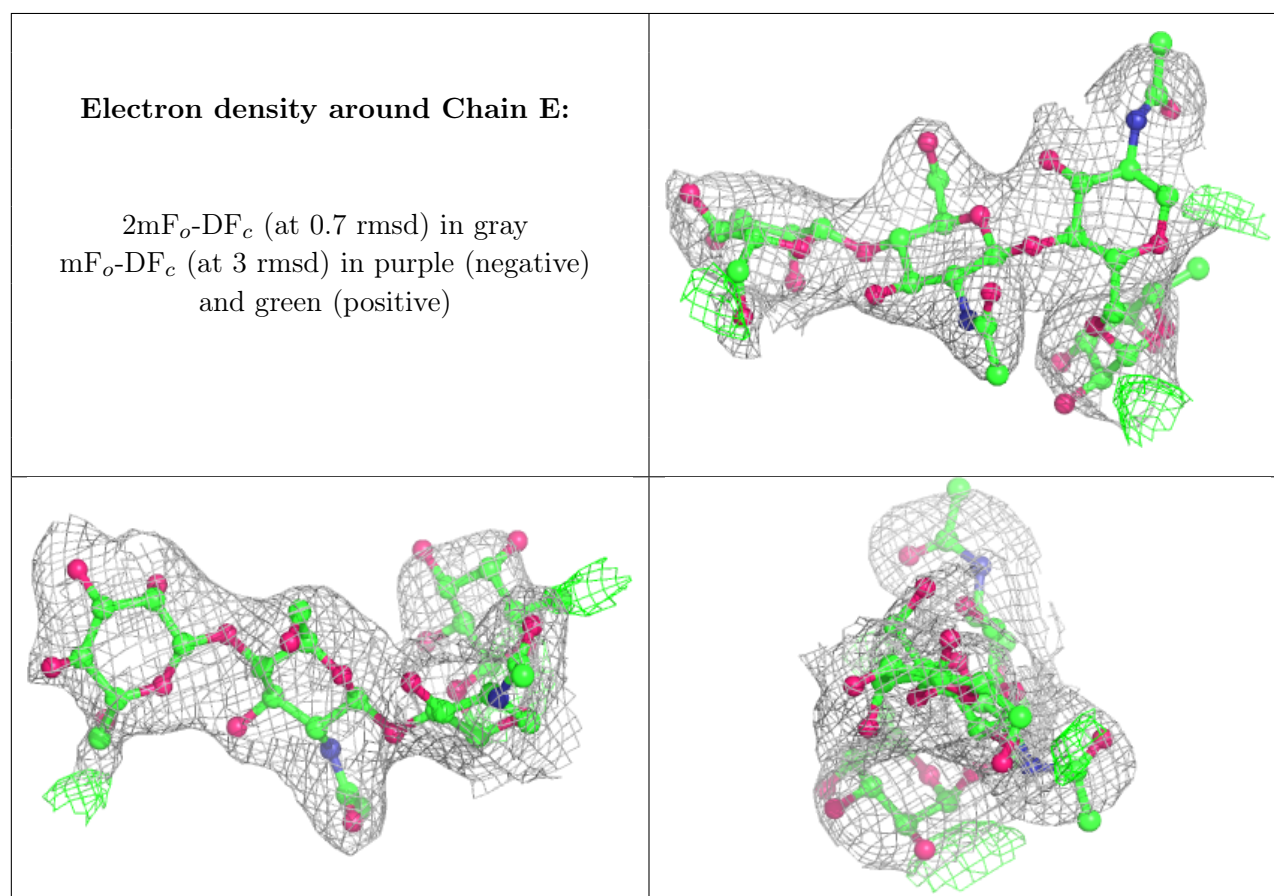 Electron density around Chain E:
2mFo-DFc (at 0.7 rmsd) in gray
mFo-DFc (at 3 rmsd) in purple (negative)
and green (positive)